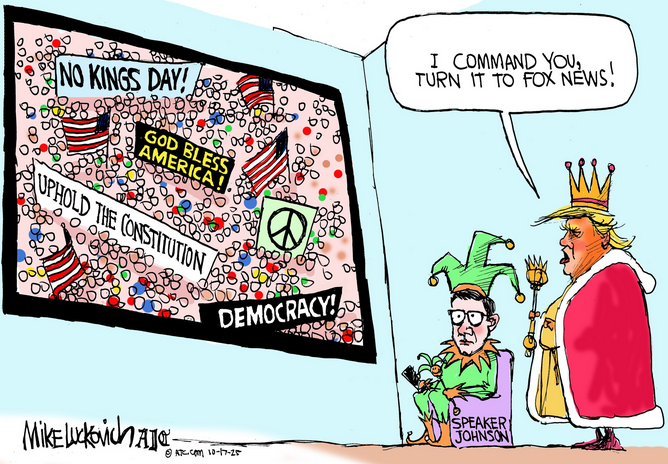 NO KINGS DAY!
GOD BLESS
AMERICA!
UPHOLD THE CONSTITUTION
DEMOCRACY!
I COMMAND YOU,
TURN IT TO FOX NEWS!
SPEAKER
JOHNSON
MIKE LUCKOVICH AJC
© AJC.COM 10-17-25